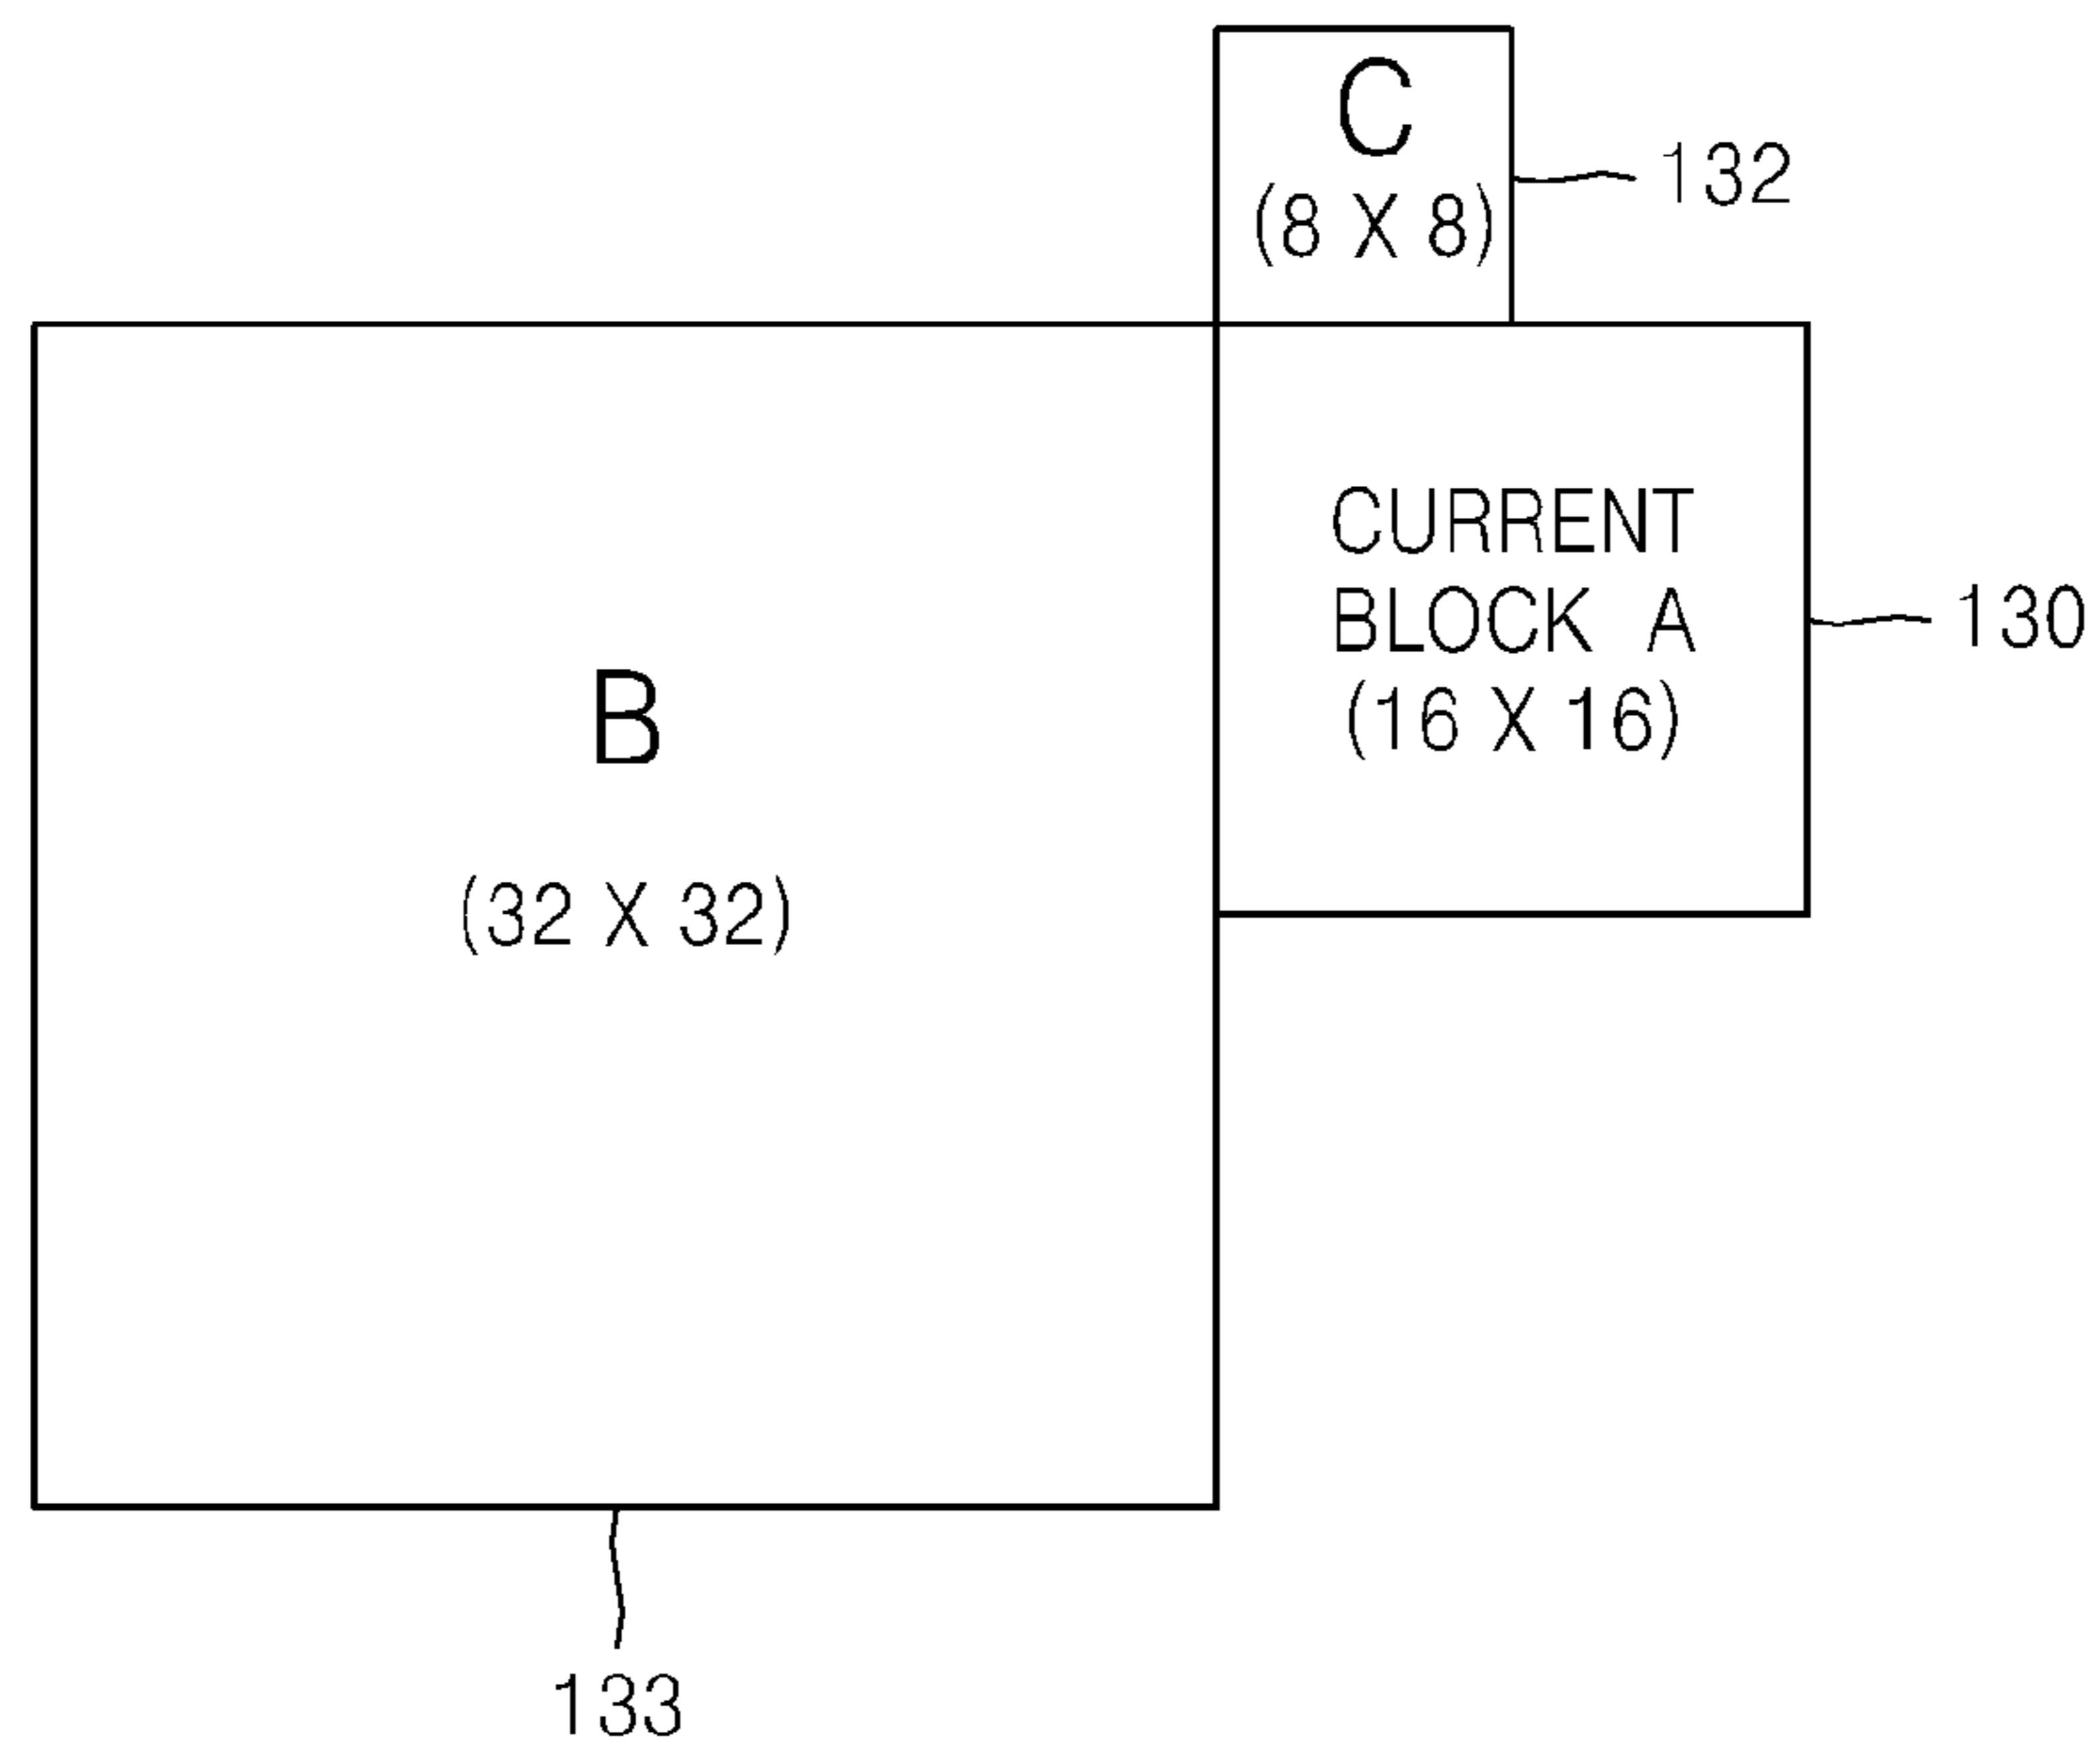 C
(8 X 8)
132
CURRENT
BLOCK A
(16 X 16)
130
B
(32 X 32)
133